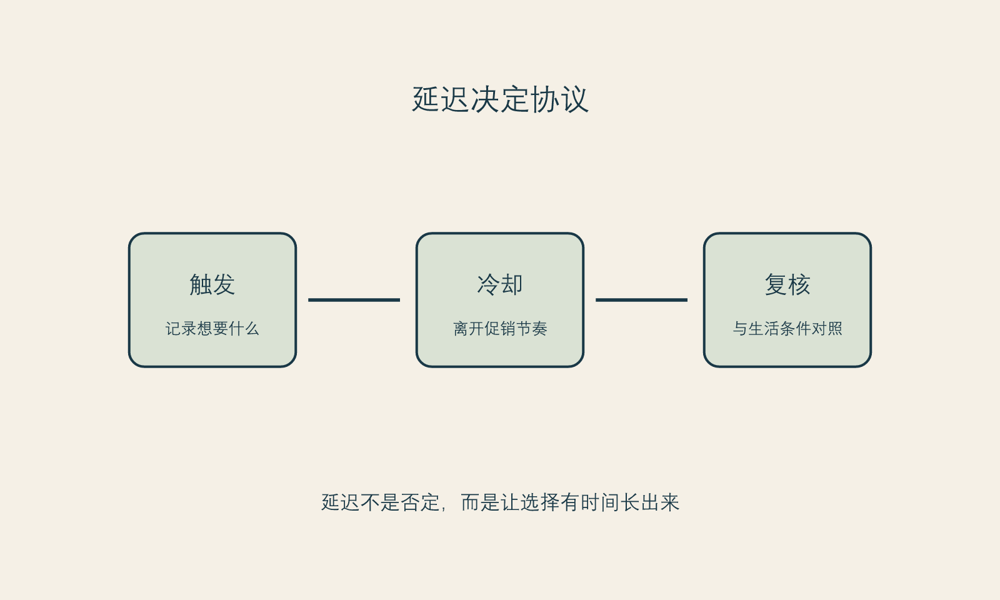 延迟决定协议
触发
记录想要什么
冷却
离开促销节奏
复核
与生活条件对照
延迟不是否定，而是让选择有时间长出来